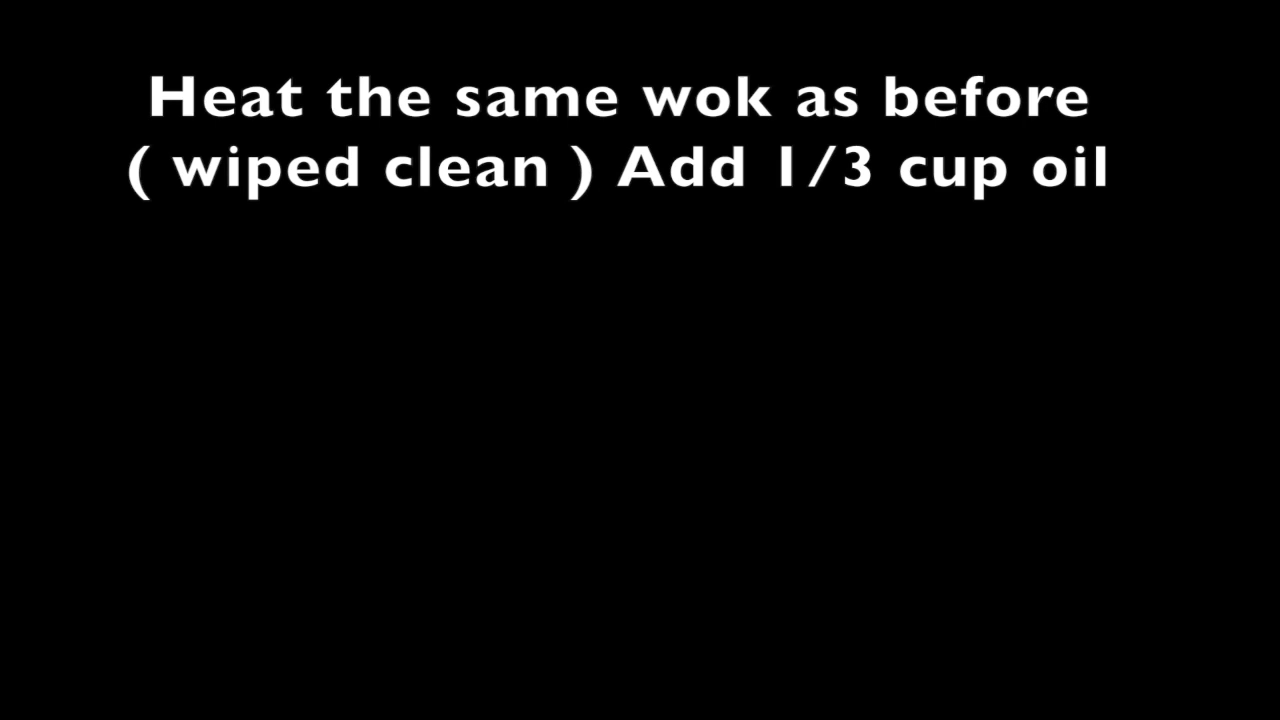 Heat the same wok as before
( wiped clean ) Add 1/3 cup oil